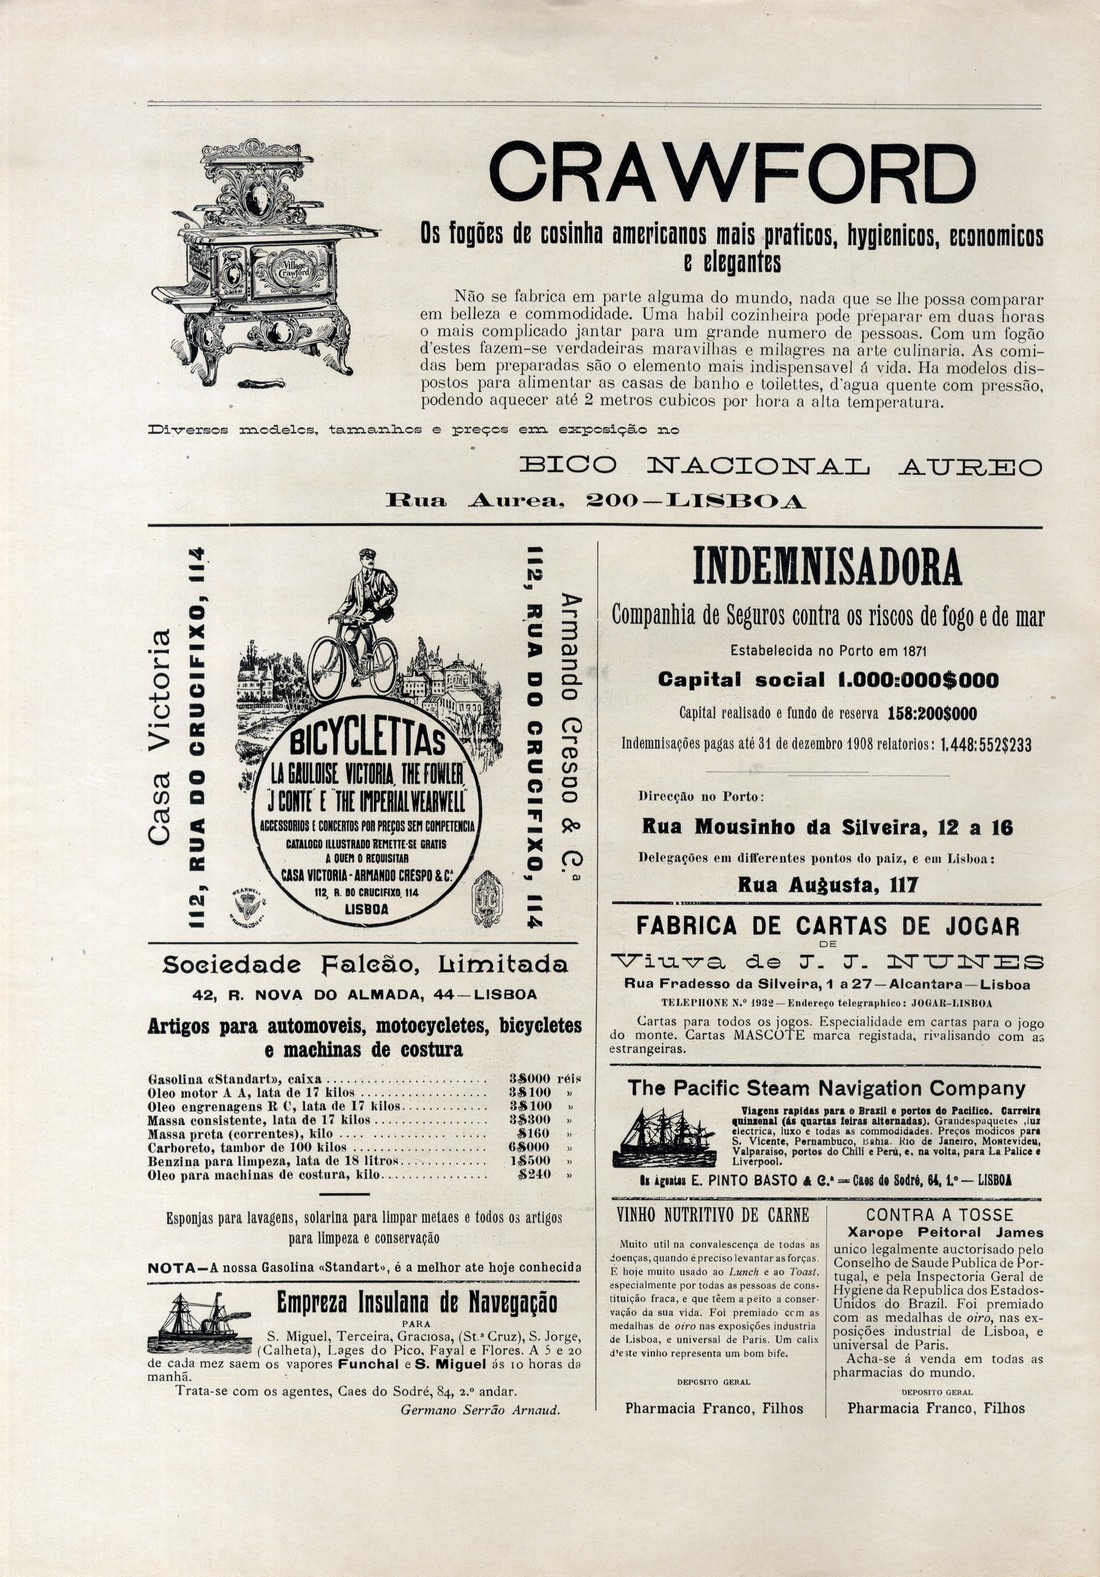 CRAWFORD
Os fogões de cosinha americanos mais praticos, hygienicos, economicos
e elegantes
Village
Crawford
Não se fabrica em parte alguma do mundo, nada que se lhe possa comparar
em belleza e commodidade. Uma habil cozinheira pode preparar em duas horas
o mais complicado jantar para um grande numero de pessoas. Com um fogão
d'estes fazem-se verdadeiras maravilhas e milagres na arte culinaria. As comi-
das bem preparadas são o elemento mais indispensavel á vida. Ha modelos dis-
postos para alimentar as casas de banho e toilettes, d'agua quente com pressão,
podendo aquecer até 2 metros cubicos por hora a alta temperatura.
Diversos modelos, tamanhos e preços em exposição no
BICO NACIONAL AUREO
Rua Aurea, 200—LISBOA
Casa Victoria
112, RUA DO CRUCIFIXO, 114
BICYCLETTAS
LA GAULOISE VICTORIA, THE FOWLER,
"J CONTE" E "THE IMPERIAL WEARWELL"
ACCESSORIOS E CONCERTOS POR PREÇOS SEM COMPETENCIA
CATALOGO ILLUSTRADO REMETTE-SE GRATIS
A QUEM O REQUISITAR
CASA VICTORIA - ARMANDO CRESPO & C.ª
112, R. DO CRUCIFIXO, 114
LISBOA
WEARWELL
112, RUA DO CRUCIFIXO, 114
Armando Crespo & C.ª
Sociedade Falcão, Limitada
42, R. NOVA DO ALMADA, 44—LISBOA
Artigos para automoveis, motocycletes, bicycletes
e machinas de costura
Gasolina «Standart», caixa ........................ 3$000 réis
Oleo motor A A, lata de 17 kilos ................... 3$100 »
Oleo engrenagens R C, lata de 17 kilos............. 3$100 »
Massa consistente, lata de 17 kilos ................. 3$300 »
Massa preta (correntes), kilo .... ................. $160 »
Carboreto, tambor de 100 kilos ..................... 6$000 »
Benzina para limpeza, lata de 18 litros............. 1$500 »
Oleo para machinas de costura, kilo................ $240 »
Esponjas para lavagens, solarina para limpar metaes e todos os artigos
para limpeza e conservação
NOTA—A nossa Gasolina «Standart», é a melhor ate hoje conhecida
Empreza Insulana de Navegação
PARA
S. Miguel, Terceira, Graciosa, (St.ª Cruz), S. Jorge,
(Calheta), Lages do Pico, Fayal e Flores. A 5 e 20
de cada mez saem os vapores Funchal e S. Miguel ás 10 horas da
manhã.
Trata-se com os agentes, Caes do Sodré, 84, 2.º andar.
Germano Serrão Arnaud.
INDEMNISADORA
Companhia de Seguros contra os riscos de fogo e de mar
Estabelecida no Porto em 1871
Capital social 1.000:000$000
Capital realisado e fundo de reserva 158:200$000
Indemnisações pagas até 31 de dezembro 1908 relatorios: 1.448:552$233
Direcção no Porto:
Rua Mousinho da Silveira, 12 a 16
Delegações em differentes pontos do paiz, e em Lisboa:
Rua Augusta, 117
FABRICA DE CARTAS DE JOGAR
DE
Viuva de J. J. NUNES
Rua Fradesso da Silveira, 1 a 27—Alcantara—Lisboa
TELEPHONE N.º 1932—Endereço telegraphico: JOGAR-LISBOA
Cartas para todos os jogos. Especialidade em cartas para o jogo
do monte. Cartas MASCOTE marca registada, rivalisando com as
estrangeiras.
The Pacific Steam Navigation Company
Viagens rapidas para o Brazil e portos do Pacifico. Carreira
quinzenal (ás quartas feiras alternadas). Grandespaquetes ,luz
electrica, luxo e todas as commodidades. Preços modicos para
S. Vicente, Pernambuco, Bahia. Rio de Janeiro, Montevideu,
Valparaiso, portos do Chili e Perú, e, na volta, para La Palice e
Liverpool.
Os Agentes E. PINTO BASTO & C.ª = Caes do Sodré, 64, 1.º — LISBOA
VINHO NUTRITIVO DE CARNE
Muito util na convalescença de todas as
doenças, quando é preciso levantar as forças.
E hoje muito usado ao Lunch e ao Toast,
especialmente por todas as pessoas de cons-
tituição fraca, e que têem a peito a conser-
vação da sua vida. Foi premiado com as
medalhas de oiro nas exposições industria
de Lisboa, e universal de Paris. Um calix
d'este vinho representa um bom bife.
DEPOSITO GERAL
Pharmacia Franco, Filhos
CONTRA A TOSSE
Xarope Peitoral James
unico legalmente auctorisado pelo
Conselho de Saude Publica de Por-
tugal, e pela Inspectoria Geral de
Hygiene da Republica dos Estados-
Unidos do Brazil. Foi premiado
com as medalhas de oiro, nas ex-
posições industrial de Lisboa, e
universal de Paris.
Acha-se á venda em todas as
pharmacias do mundo.
DEPOSITO GERAL
Pharmacia Franco, Filhos